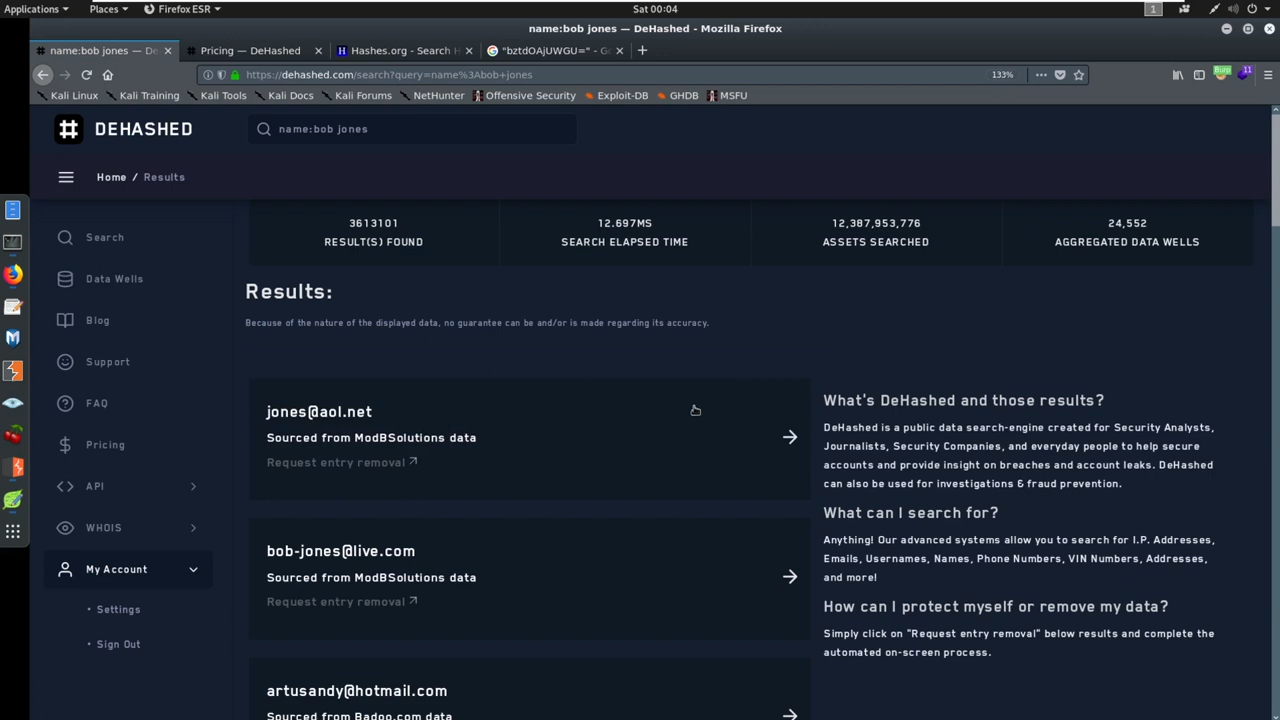 Applications
Places
Firefox ESR
Sat 00:04
1
name:bob jones — DeHashed - Mozilla Firefox
name:bob jones — De
Pricing — DeHashed
Hashes.org - Search H
"bztdOAjUWGU=" - Go
https://dehashed.com/search?query=name%3Abob+jones
133%
Burp
11
Kali Linux
Kali Training
Kali Tools
Kali Docs
Kali Forums
NetHunter
Offensive Security
Exploit-DB
GHDB
MSFU
DEHASHED
name:bob jones
Home / Results
3613101
RESULT(S) FOUND
12.697MS
SEARCH ELAPSED TIME
12,387,953,776
ASSETS SEARCHED
24,552
AGGREGATED DATA WELLS
Search
Data Wells
Blog
Support
FAQ
Pricing
API
WHOIS
My Account
Settings
Sign Out
Results:
Because of the nature of the displayed data, no guarantee can be and/or is made regarding its accuracy.
jones@aol.net
Sourced from ModBSolutions data
Request entry removal
bob-jones@live.com
Sourced from ModBSolutions data
Request entry removal
artusandy@hotmail.com
Sourced from Badoo.com data
What's DeHashed and those results?
DeHashed is a public data search-engine created for Security Analysts,
Journalists, Security Companies, and everyday people to help secure
accounts and provide insight on breaches and account leaks. DeHashed
can also be used for investigations & fraud prevention.
What can I search for?
Anything! Our advanced systems allow you to search for I.P. Addresses,
Emails, Usernames, Names, Phone Numbers, VIN Numbers, Addresses,
and more!
How can I protect myself or remove my data?
Simply click on "Request entry removal" below results and complete the
automated on-screen process.